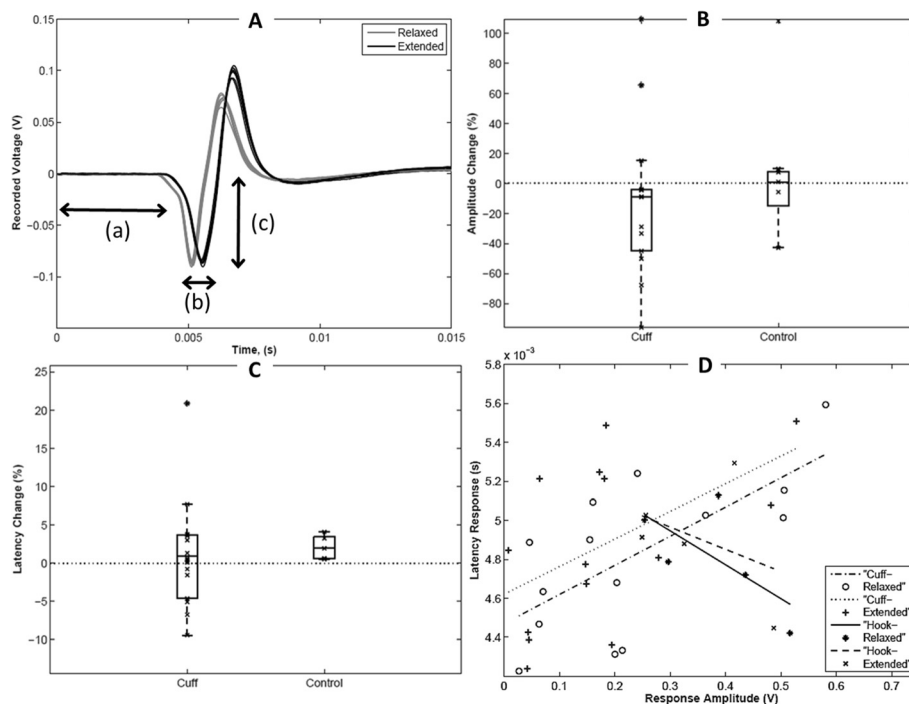 A
0.15
0.1
0.05
0
−0.05
−0.1
Recorded Voltage (V)
Relaxed
Extended
(a)
(b)
(c)
0
0.005
0.01
0.015
Time, (s)
B
100
80
60
40
20
0
−20
−40
−60
−80
Amplitude Change (%)
Cuff
Control
C
25
20
15
10
5
0
−5
−10
Latency Change (%)
Cuff
Control
D
x 10−3
5.8
5.6
5.4
5.2
5
4.8
4.6
4.4
Latency Response (s)
"Cuff–
Relaxed"
"Cuff–
Extended"
"Hook–
Relaxed"
"Hook–
Extended"
0
0.1
0.2
0.3
0.4
0.5
0.6
0.7
Response Amplitude (V)